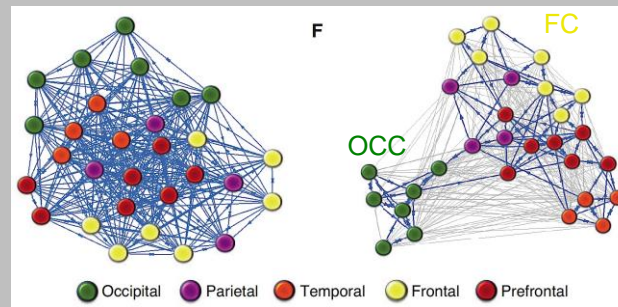 F
FC
OCC
Occipital Parietal Temporal Frontal Prefrontal